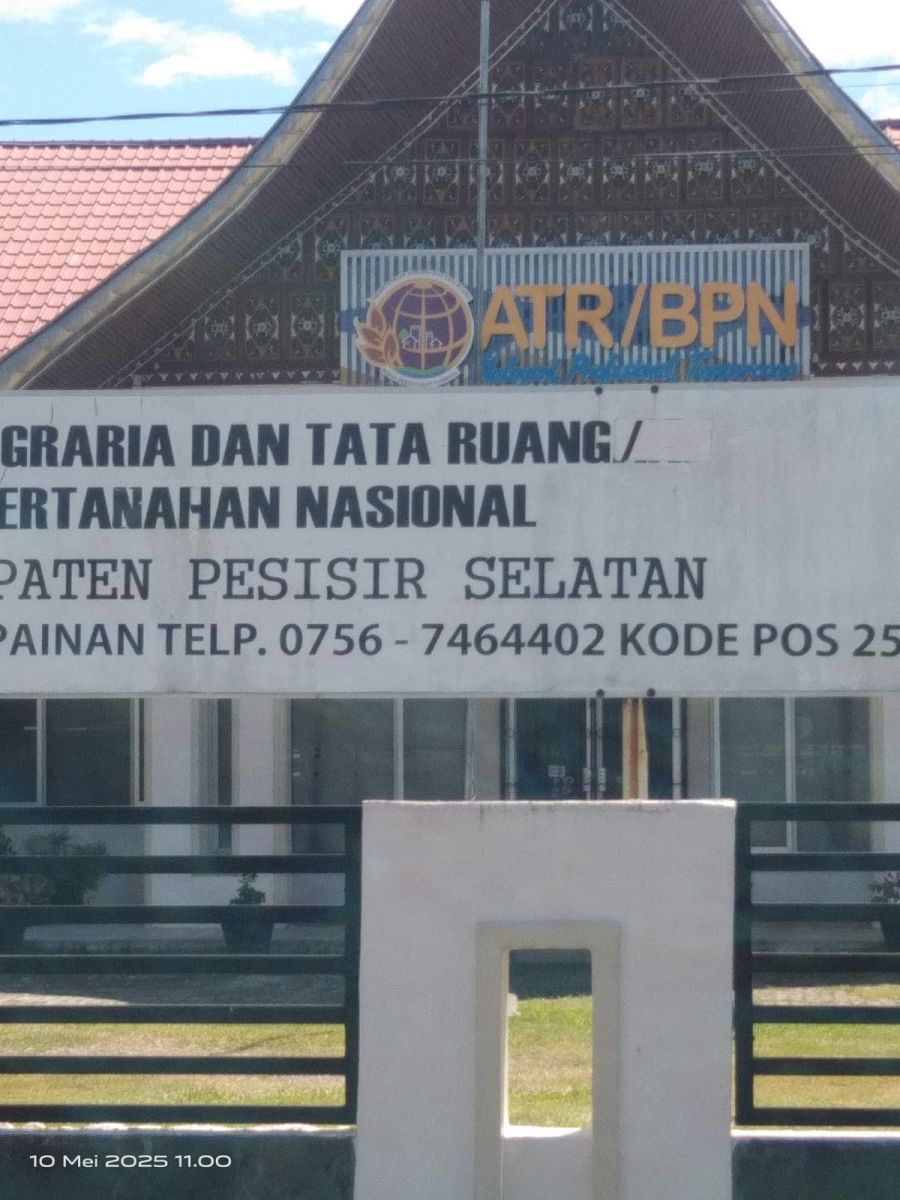 ATR/BPN
Profesional
GRARIA DAN TATA RUANG/
ERTANAHAN NASIONAL
PATEN PESISIR SELATAN
PAINAN TELP. 0756 - 7464402 KODE POS 25
10 Mei 2025 11.00